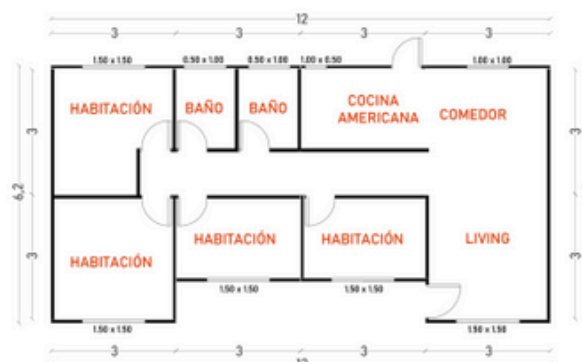 12
3 3 3 3
1.50 x 1.50 0.50 x 1.00 0.50 x 1.00 1.00 x 0.50 1.00 x 1.00
HABITACIÓN BAÑO BAÑO COCINA
AMERICANA COMEDOR
3 3
6,2
HABITACIÓN HABITACIÓN HABITACIÓN LIVING
3 3
1.50 x 1.50 1.50 x 1.50
1.50 x 1.50 1.50 x 1.50
3 3 3 3